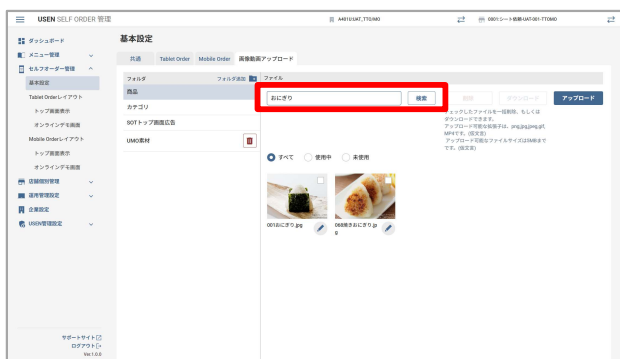 USEN SELF ORDER 管理
A4813/UAT_TTO/MO
0001:シート依頼-UAT-001-TTOMO
ダッシュボード
メニュー管理
セルフオーダー管理
基本設定
Tablet Orderレイアウト
トップ画面表示
オンラインデモ画面
Mobile Orderレイアウト
トップ画面表示
オンラインデモ画面
店舗個別管理
運用管理設定
企業設定
USEN管理設定
サポートサイト
ログアウト
Ver.1.0.0
基本設定
共通
Tablet Order
Mobile Order
画像動画アップロード
フォルダ
フォルダ追加
商品
カテゴリ
SOTトップ画面広告
UMO素材
ファイル
おにぎり
検索
削除
ダウンロード
アップロード
チェックしたファイルを一括削除、もしくは
ダウンロードできます。
アップロード可能な拡張子は、png,jpg,jpeg,gif,
MP4です。(仮文言)
アップロード可能なファイルサイズは5MBまで
です。(仮文言)
すべて
使用中
未使用
001おにぎり.jpg
068焼きおにぎり.jp
g